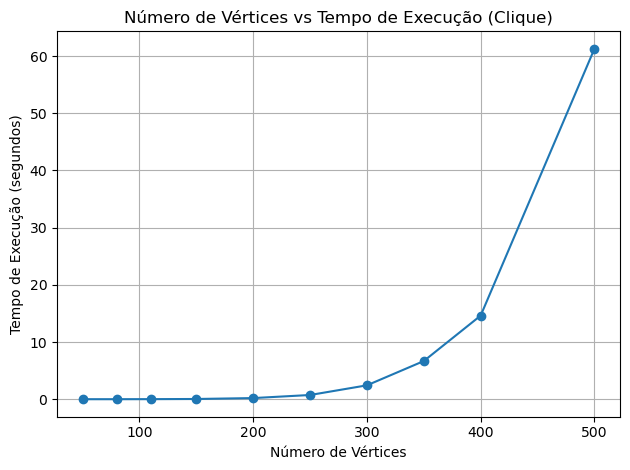 Número de Vértices vs Tempo de Execução (Clique)
Tempo de Execução (segundos)
60
50
40
30
20
10
0
100 200 300 400 500
Número de Vértices